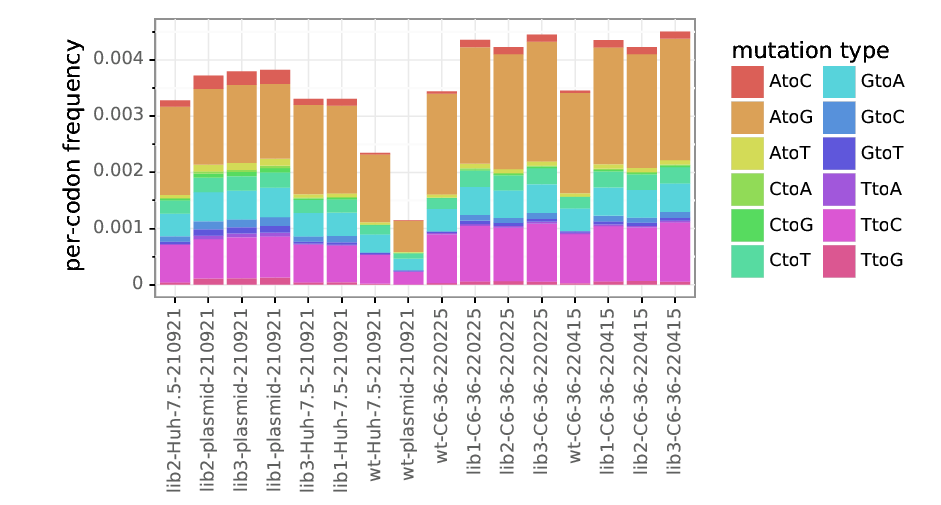 per-codon frequency
0.004
0.003
0.002
0.001
0
lib2-Huh-7.5-210921
lib2-plasmid-210921
lib3-plasmid-210921
lib1-plasmid-210921
lib3-Huh-7.5-210921
lib1-Huh-7.5-210921
wt-Huh-7.5-210921
wt-plasmid-210921
wt-C6-36-220225
lib1-C6-36-220225
lib2-C6-36-220225
lib3-C6-36-220225
wt-C6-36-220415
lib1-C6-36-220415
lib2-C6-36-220415
lib3-C6-36-220415
mutation type
AtoC GtoA
AtoG GtoC
AtoT GtoT
CtoA TtoA
CtoG TtoC
CtoT TtoG